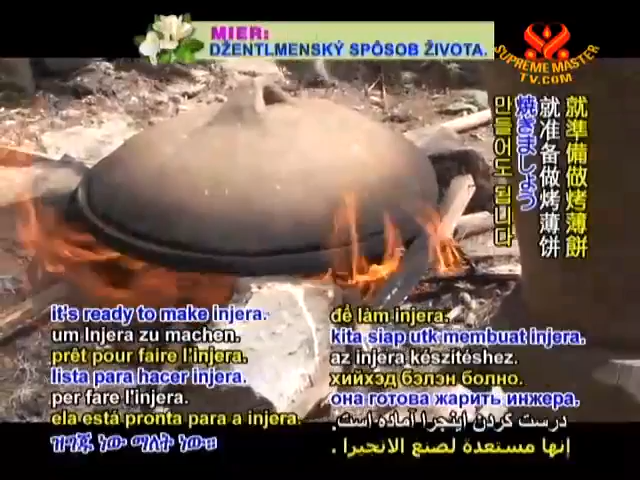 MIER:
DŽENTLMENSKÝ SPÔSOB ŽIVOTA.
SUPREME MASTER
TV.COM
就準備做烤薄餅
就准备做烤薄饼
焼きましょう
만들어도 됩니다
it's ready to make injera.
um Injera zu machen.
prêt pour faire l'injera.
lista para hacer injera.
per fare l'injera.
ela está pronta para a injera.
ዝግጁ ነው ማለት ነው።
để làm injera.
kita siap utk membuat injera.
az injera készítéshez.
хийхэд бэлэн болно.
она готова жарить инжера.
درست کردن اینجرا آماده است.
إنها مستعدة لصنع الانجيرا .